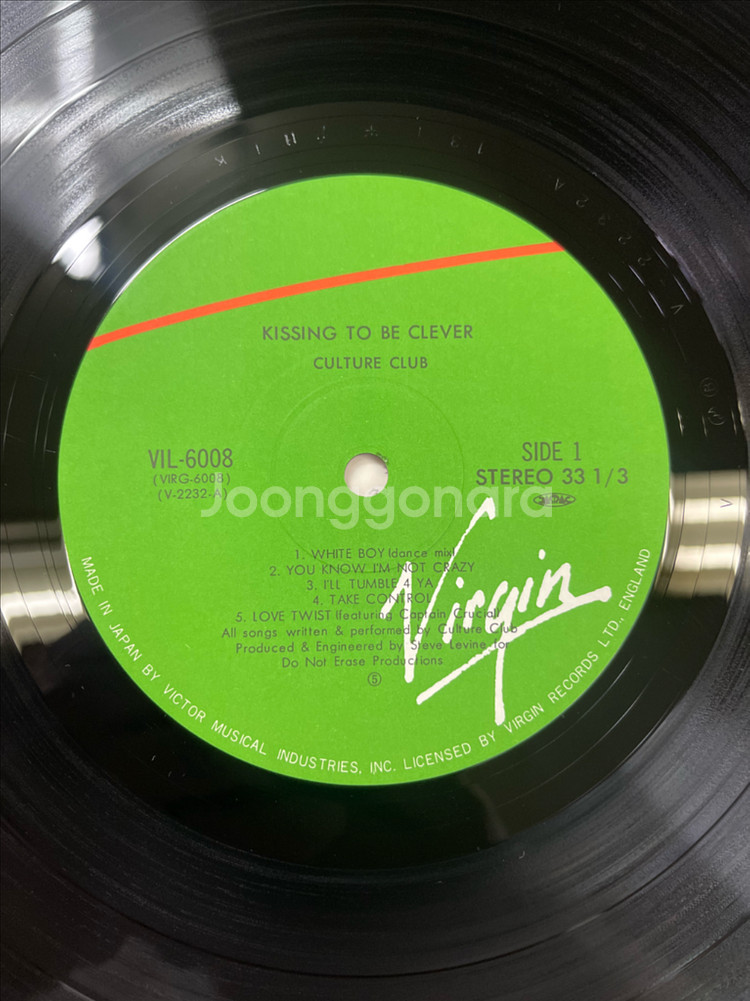 KISSING TO BE CLEVER
CULTURE CLUB
VIL-6008
(VIRG-6008)
(V-2232-A)
SIDE 1
STEREO 33 1/3
Joonggonara
1. WHITE BOY (dance mix)
2. YOU KNOW I'M NOT CRAZY
3. I'LL TUMBLE 4 YA
4. TAKE CONTROL
5. LOVE TWIST (featuring Captain Crucial)
All songs written & performed by Culture Club
Produced & Engineered by Steve Levine for
Do Not Erase Productions
Virgin
MADE IN JAPAN BY VICTOR MUSICAL INDUSTRIES, INC. LICENSED BY VIRGIN RECORDS LTD., ENGLAND